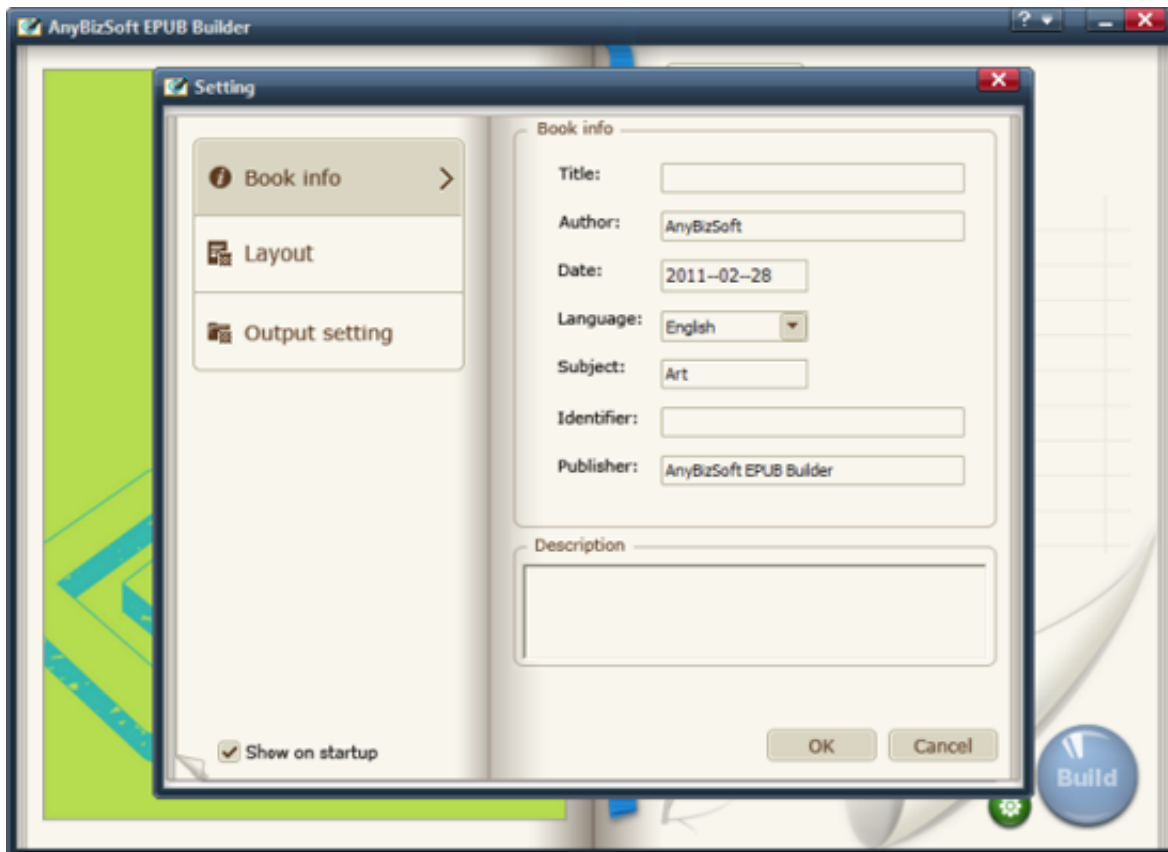 AnyBizSoft EPUB Builder
?
Setting
Book info
Layout
Output setting
Show on startup
Book info
Title:
Author: AnyBizSoft
Date: 2011--02--28
Language: English
Subject: Art
Identifier:
Publisher: AnyBizSoft EPUB Builder
Description
OK Cancel
Build